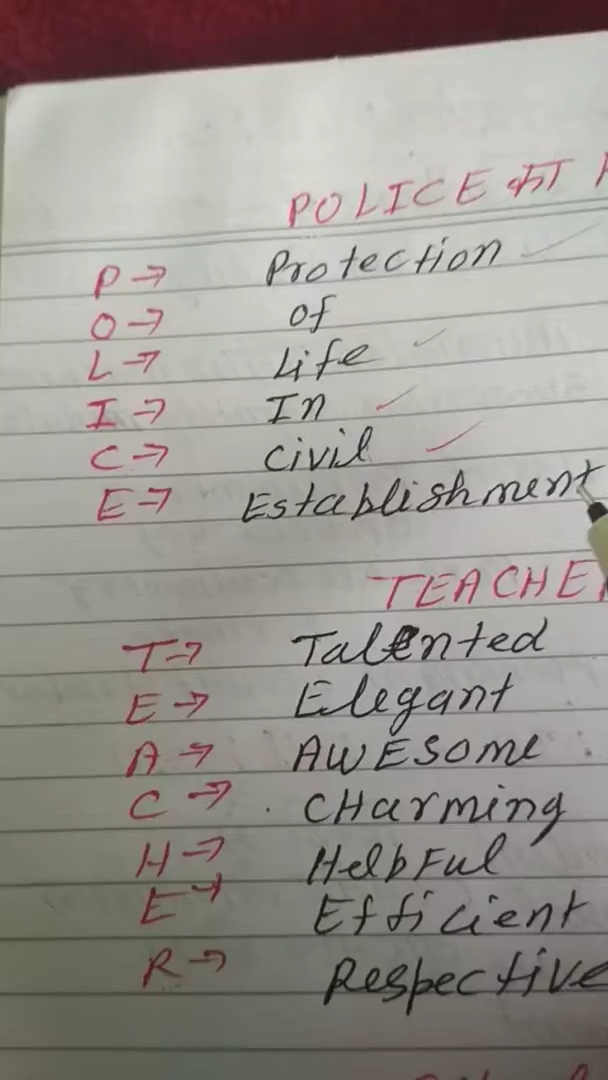 POLICE का
P→ Protection
O→ of
L→ Life
I→ In
C→ Civil
E→ Establishment
TEACHE
T→ Talented
E→ Elegant
A→ AWESome
C→ CHarming
H→ HelbFul
E→ Efficient
R→ Respective